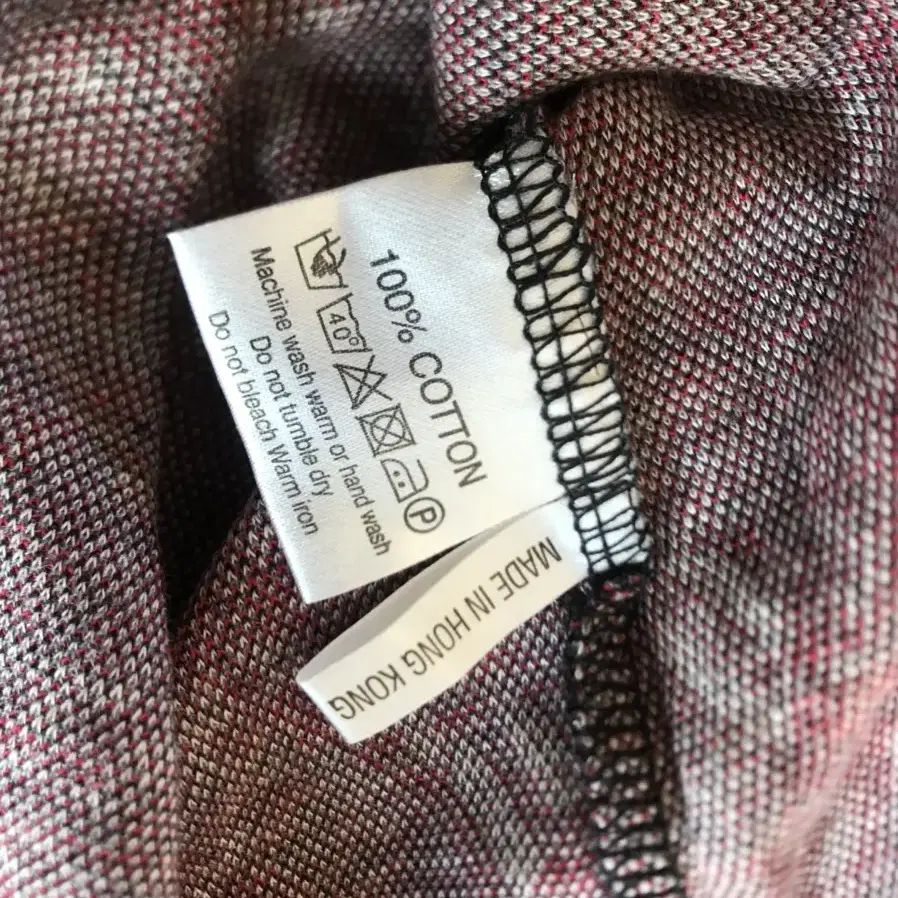 100% COTTON
40°
P
Machine wash warm or hand wash
Do not tumble dry
Do not bleach Warm iron
MADE IN HONG KONG